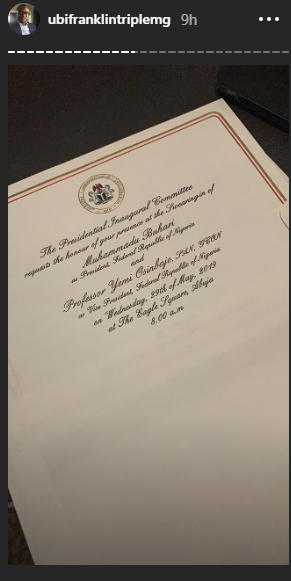 ubifranklintriplemg 9h
The Presidential Inaugural Committee
requests the honour of your presence at the Swearing in of
Muhammadu Buhari
as President, Federal Republic of Nigeria
and
Professor Yemi Osinbajo, SAN, GCON
as Vice President, Federal Republic of Nigeria
on Wednesday, 29th of May, 2019
at The Eagle Square, Abuja
8.00 a.m